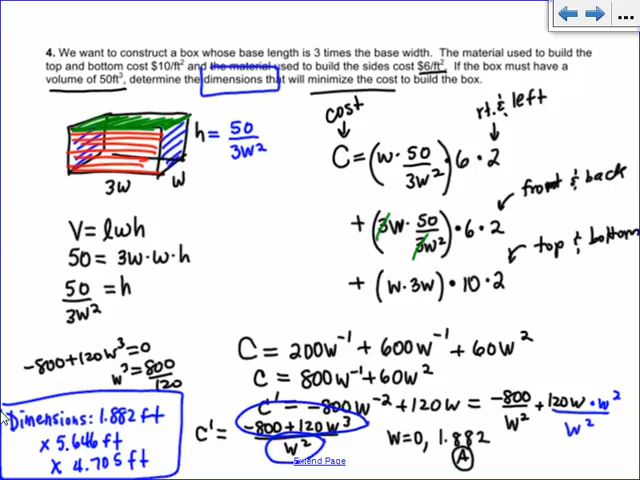 4. We want to construct a box whose base length is 3 times the base width. The material used to build the
top and bottom cost $10/ft² and the material used to build the sides cost $6/ft². If the box must have a
volume of 50ft³, determine the dimensions that will minimize the cost to build the box.
h = 50/3w²
3w
w
V = lwh
50 = 3w·w·h
50/3w² = h
cost
rt. & left
C = (w · 50/3w²) · 6 · 2
front & back
+ (3w · 50/3w²) · 6 · 2
top & bottom
+ (w · 3w) · 10 · 2
C = 200w⁻¹ + 600w⁻¹ + 60w²
C = 800w⁻¹ + 60w²
C' = -800w⁻² + 120w = -800/w² + 120w · w²/w²
C' = -800 + 120w³/w²
w = 0, 1.882
A
-800 + 120w³ = 0
w³ = 800/120
Dimensions: 1.882 ft
x 5.646 ft
x 4.705 ft
Extend Page